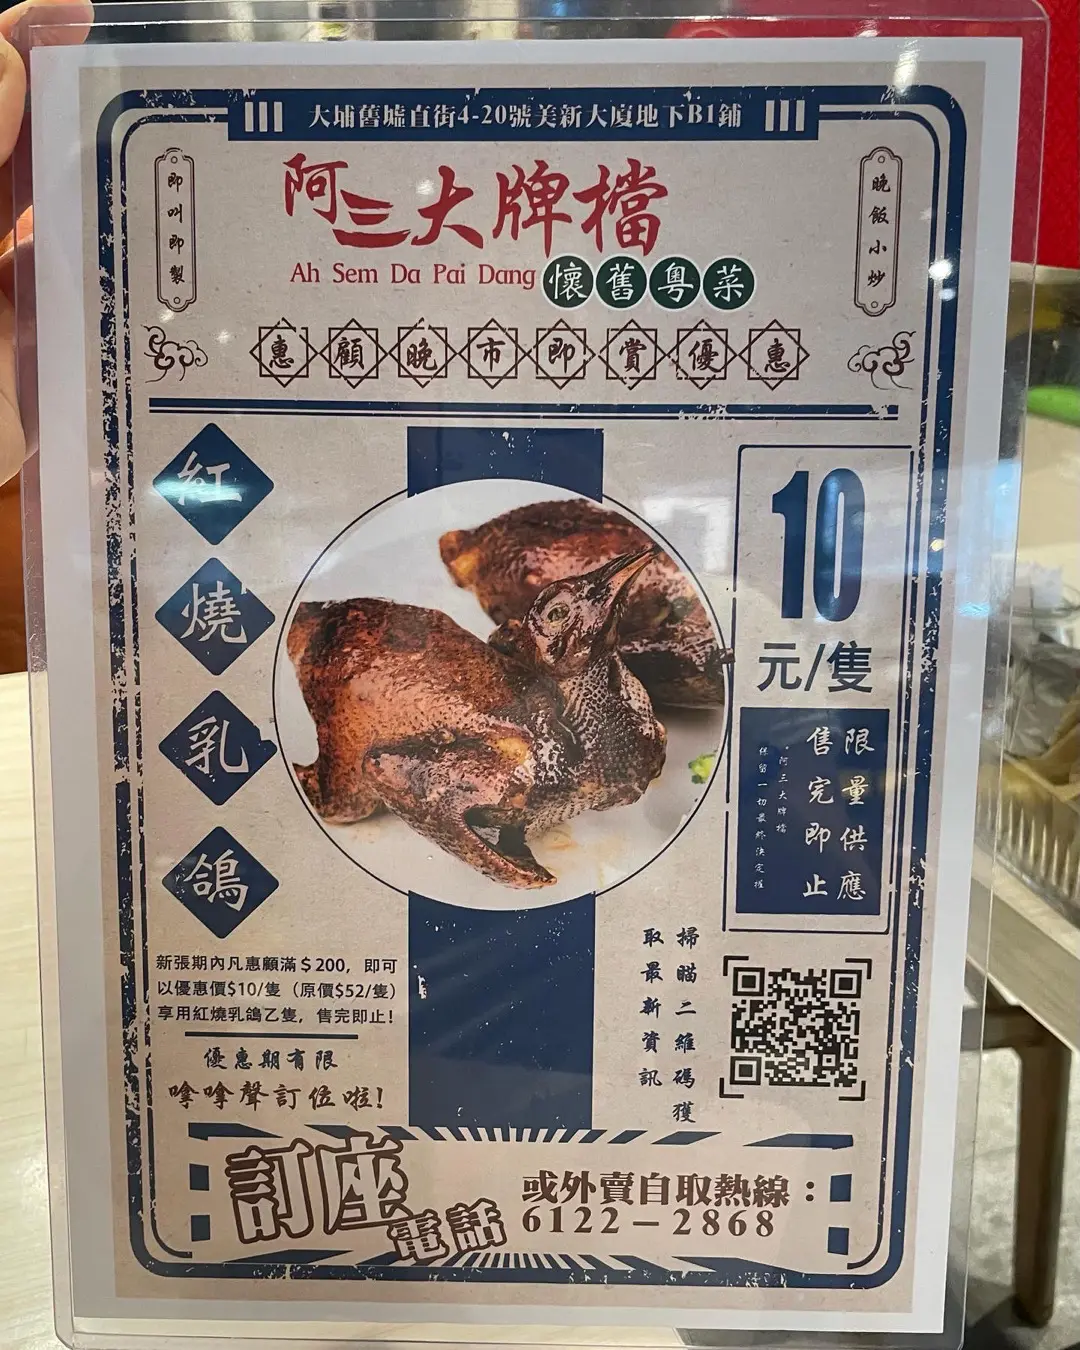 大埔舊墟直街4-20號美新大廈地下B1鋪
即叫即製
阿三大牌檔
晚飯小炒
Ah Sem Da Pai Dang 懷舊粵菜
惠顧晚市即賞優惠
紅燒乳鴿
10
元/隻
限量供應
售完即止
*阿三大牌檔
保留一切最終決定權
新張期內凡惠顧滿$200，即可
以優惠價$10/隻（原價$52/隻）
享用紅燒乳鴿乙隻，售完即止！
優惠期有限
嗱嗱聲訂位啦！
掃瞄二維碼獲
取最新資訊
訂座電話
或外賣自取熱線：
6122－2868